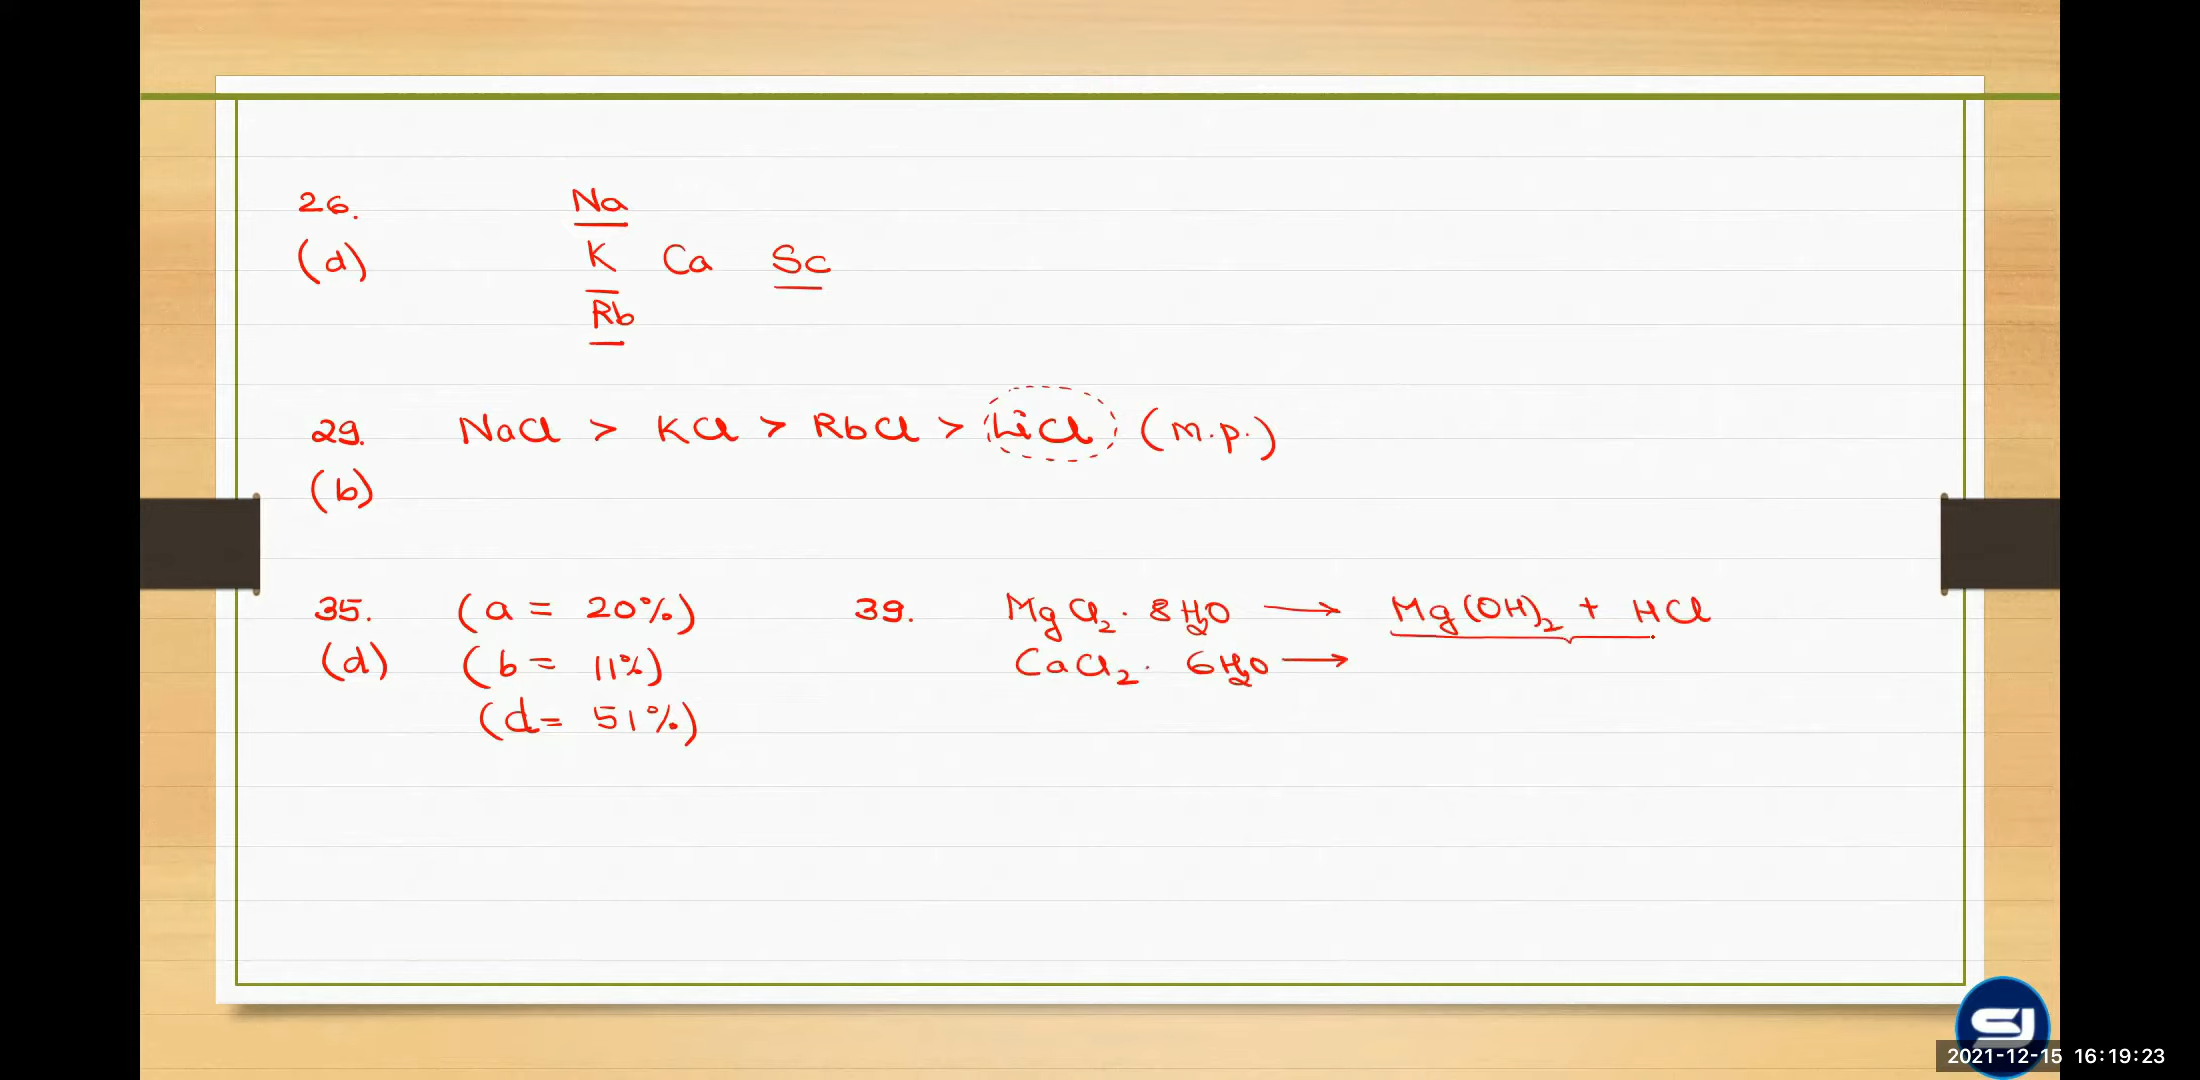 26. Na
(d) K Ca Sc
Rb
29. NaCl > KCl > RbCl > LiCl (m.p.)
(b)
35. (a = 20%) 39. MgCl₂. 8H₂O → Mg(OH)₂ + HCl
(d) (b = 11%) CaCl₂. 6H₂O →
(d = 51%)
SJ
2021-12-15 16:19:23